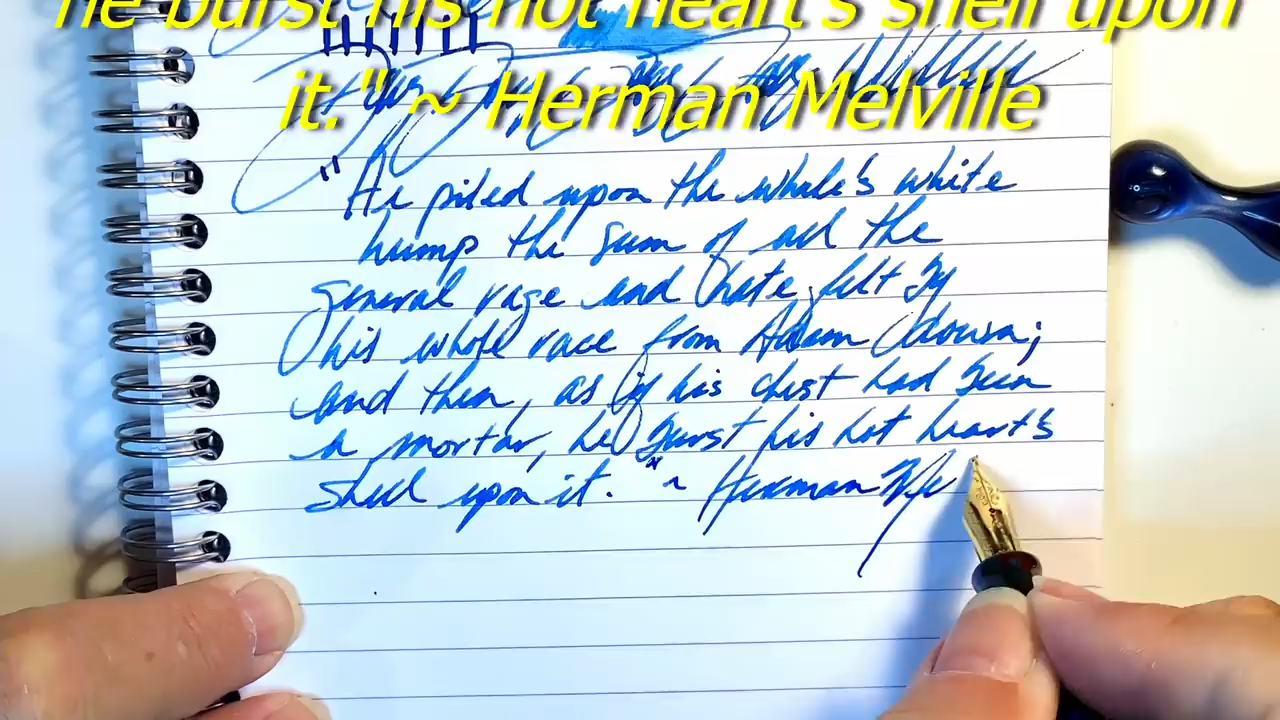 he burst his hot heart's shell upon
it." ~ Herman Melville
"He piled upon the whale's white
hump the sum of all the
general rage and hate felt by
his whole race from Adam down;
and then, as if his chest had been
a mortar, he burst his hot heart's
shell upon it." ~ Herman Me